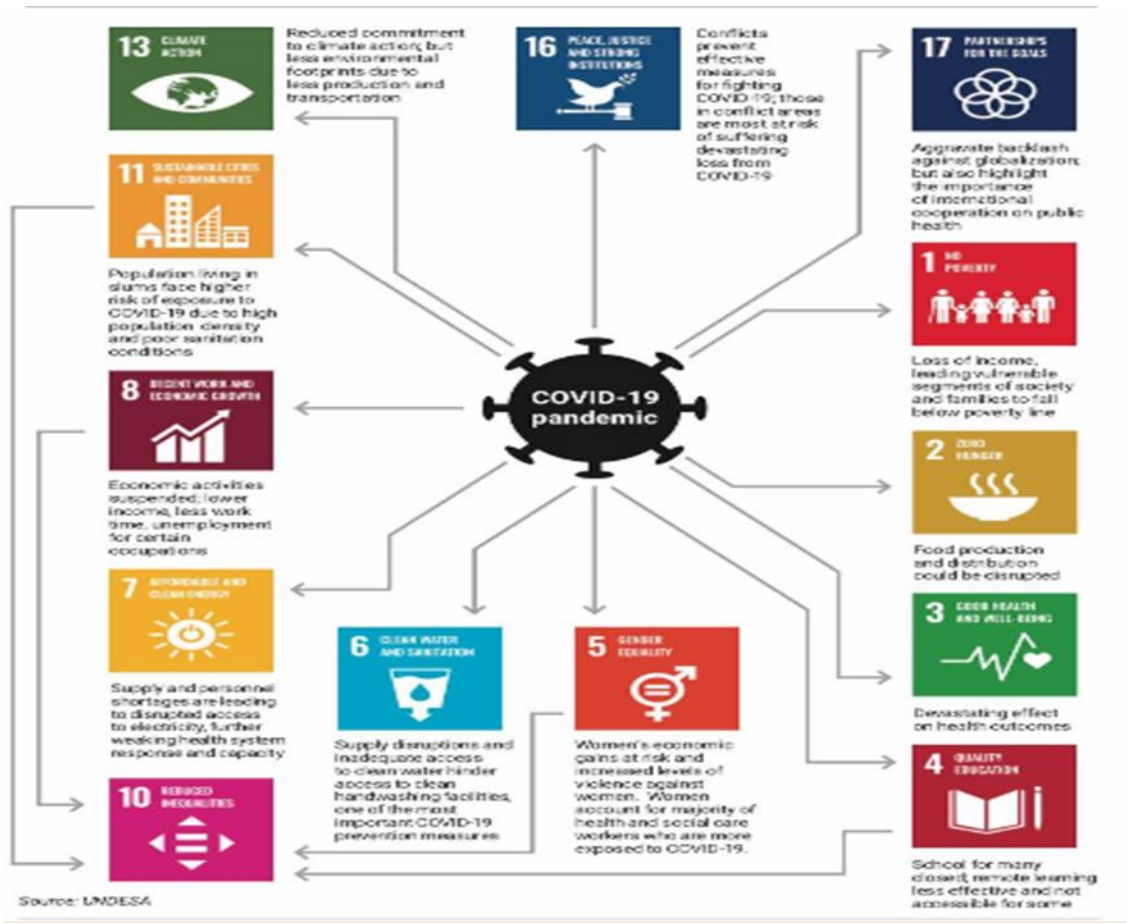 13 CLIMATE
ACTION
Reduced commitment
to climate action; but
less environmental
footprints due to
less production and
transportation
16 PEACE, JUSTICE
AND STRONG
INSTITUTIONS
Conflicts
prevent
effective
measures
for fighting
COVID-19; those
in conflict areas
are most at risk
of suffering
devastating
loss from
COVID-19
17 PARTNERSHIPS
FOR THE GOALS
Aggravate backlash
against globalization;
but also highlight
the importance
of international
cooperation on public
health
11 SUSTAINABLE CITIES
AND COMMUNITIES
Population living in
slums face higher
risk of exposure to
COVID-19 due to high
population density
and poor sanitation
conditions
1 NO
POVERTY
Loss of income,
leading vulnerable
segments of society
and families to fall
below poverty line
COVID-19
pandemic
8 DECENT WORK AND
ECONOMIC GROWTH
Economic activities
suspended; lower
income, less work
time, unemployment
for certain
occupations
2 ZERO
HUNGER
Food production
and distribution
could be disrupted
7 AFFORDABLE AND
CLEAN ENERGY
Supply and personnel
shortages are leading
to disrupted access
to electricity, further
weaking health system
response and capacity
6 CLEAN WATER
AND SANITATION
Supply disruptions and
inadequate access
to clean water hinder
access to clean
handwashing facilities,
one of the most
important COVID-19
prevention measures
5 GENDER
EQUALITY
Women's economic
gains at risk and
increased levels of
violence against
women. Women
account for majority of
health and social care
workers who are more
exposed to COVID-19.
3 GOOD HEALTH
AND WELL-BEING
Devastating effect
on health outcomes
4 QUALITY
EDUCATION
School for many
closed; remote learning
less effective and not
accessible for some
10 REDUCED
INEQUALITIES
Source: UNDESA